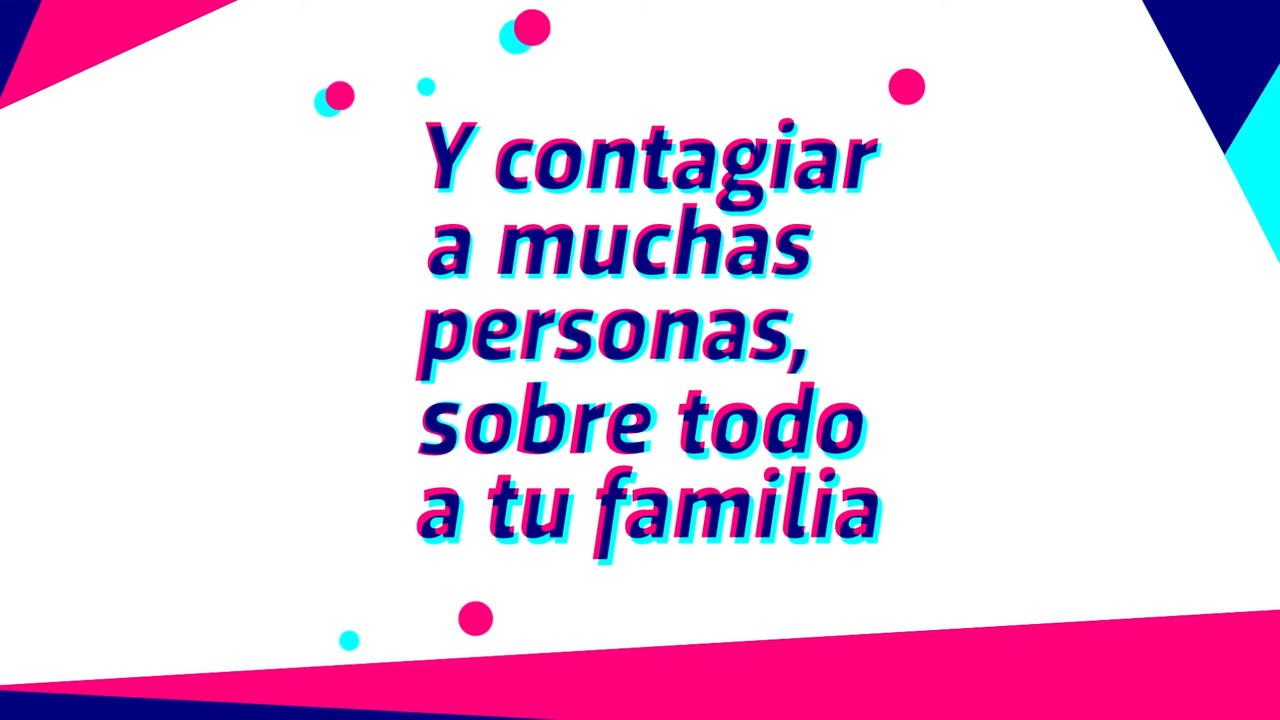 Y contagiar
a muchas
personas,
sobre todo
a tu familia